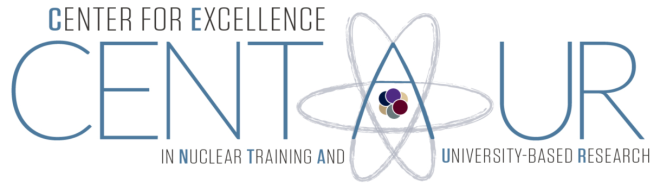 CENTER FOR EXCELLENCE
CENTAUR
IN NUCLEAR TRAINING AND UNIVERSITY-BASED RESEARCH